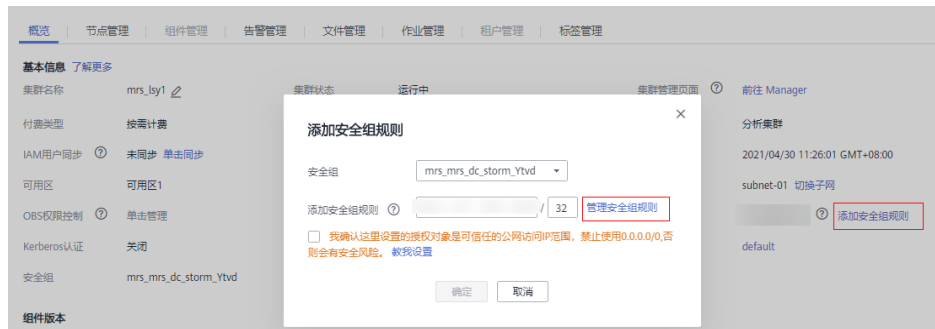 概览 节点管理 组件管理 告警管理 文件管理 作业管理 租户管理 标签管理
基本信息 了解更多
集群名称 mrs_lsy1 集群状态 运行中 集群管理页面 ? 前往 Manager
付费类型 按需计费 分析集群
IAM用户同步 ? 未同步 单击同步 2021/04/30 11:26:01 GMT+08:00
可用区 可用区1 subnet-01 切换子网
OBS权限控制 ? 单击管理 ? 添加安全组规则
Kerberos认证 关闭 default
安全组 mrs_mrs_dc_storm_Ytvd
组件版本
添加安全组规则
安全组 mrs_mrs_dc_storm_Ytvd
添加安全组规则 ? / 32 管理安全组规则
我确认这里设置的授权对象是可信任的公网访问IP范围，禁止使用0.0.0.0/0,否
则会有安全风险。 教我设置
确定 取消